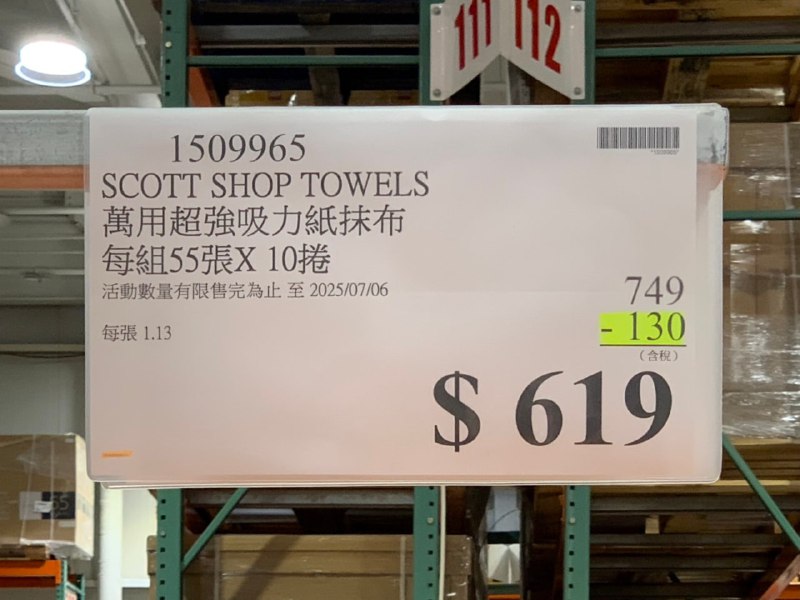 111 112
1509965
SCOTT SHOP TOWELS
萬用超強吸力紙抹布
每組55張X 10捲
活動數量有限售完為止 至 2025/07/06
每張 1.13
749
- 130
(含稅)
$ 619